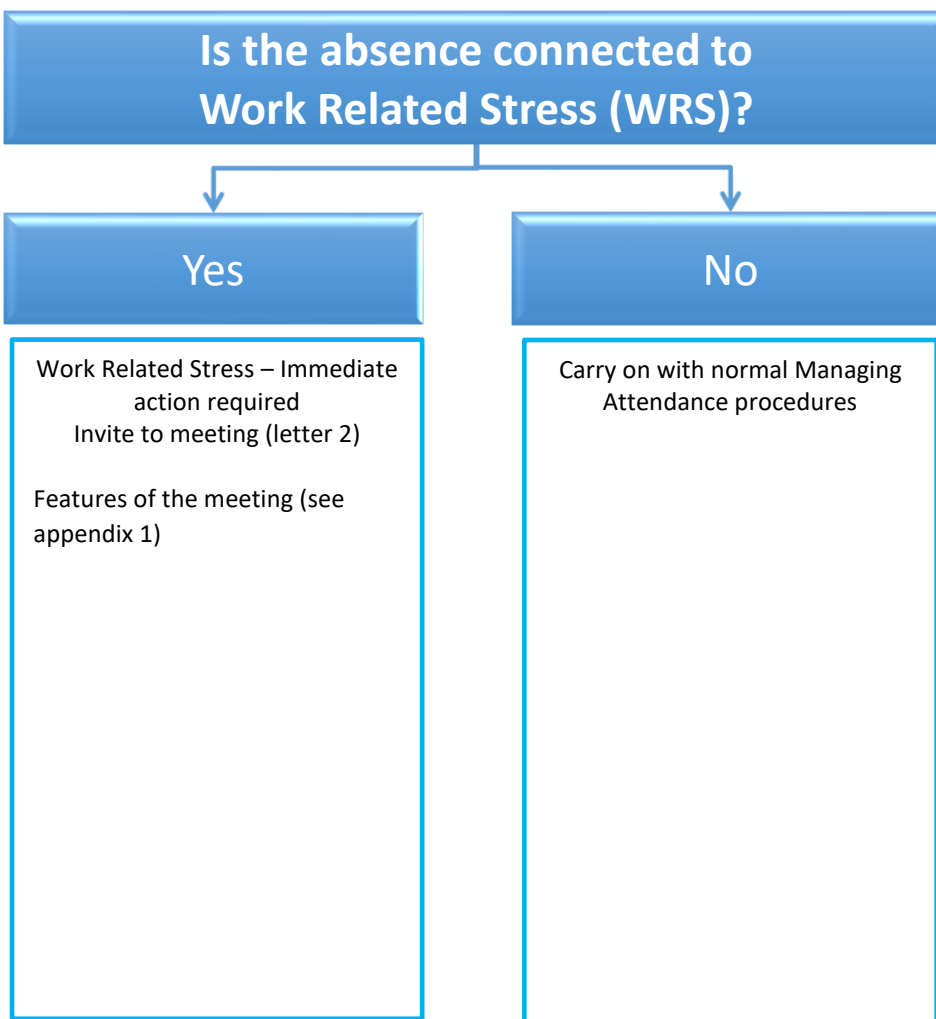 Is the absence connected to
Work Related Stress (WRS)?
Yes
No
Work Related Stress – Immediate
action required
Invite to meeting (letter 2)
Features of the meeting (see
appendix 1)
Carry on with normal Managing
Attendance procedures